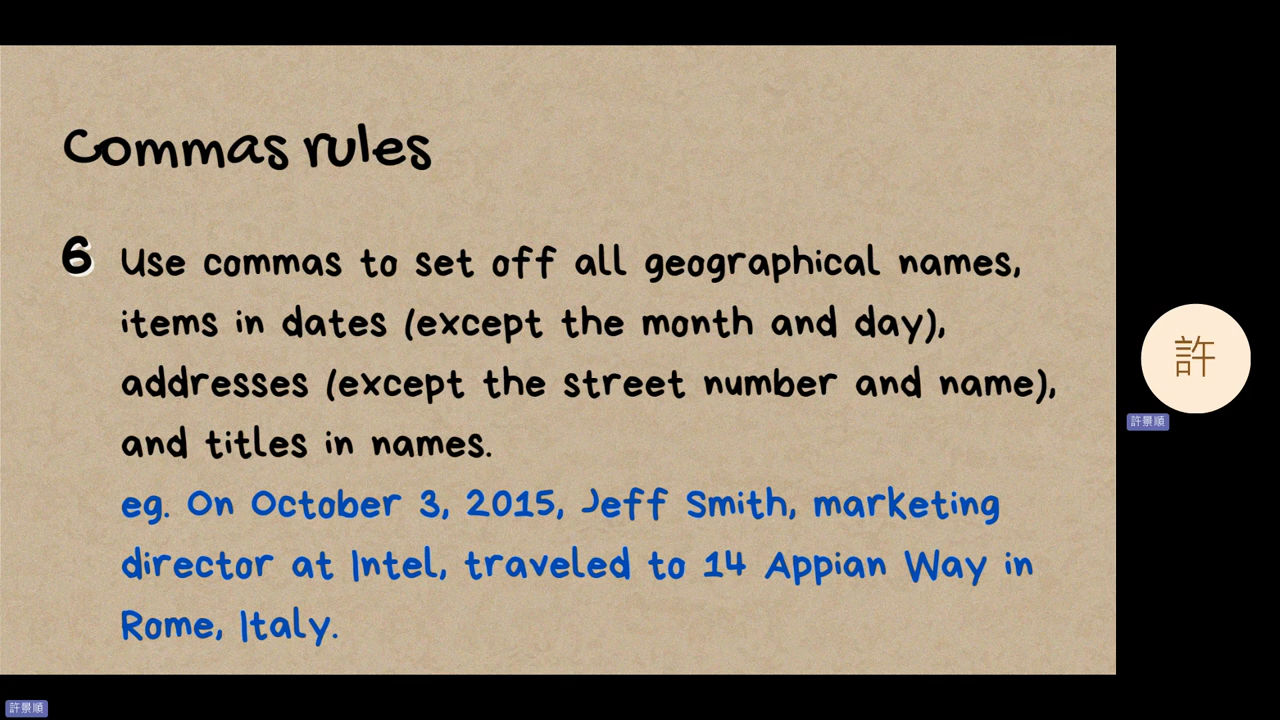 Commas rules
6 Use commas to set off all geographical names,
items in dates (except the month and day),
addresses (except the street number and name),
and titles in names.
eg. On October 3, 2015, Jeff Smith, marketing
director at Intel, traveled to 14 Appian Way in
Rome, Italy.
許
許景順
許景順